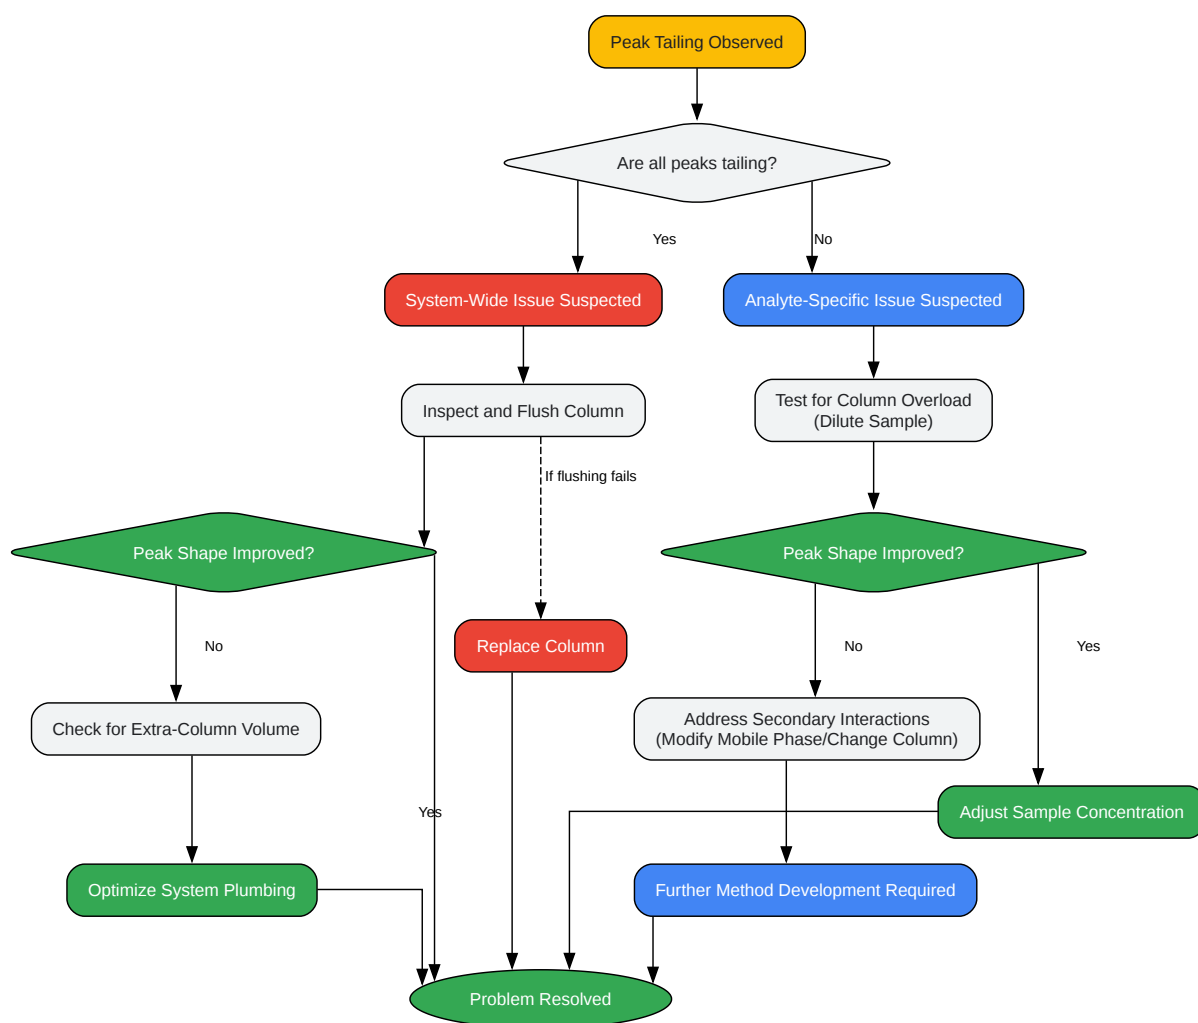 Peak Tailing Observed
Are all peaks tailing?
Yes
No
System-Wide Issue Suspected
Analyte-Specific Issue Suspected
Inspect and Flush Column
Test for Column Overload
(Dilute Sample)
If flushing fails
Peak Shape Improved?
Peak Shape Improved?
No
Replace Column
No
Yes
Check for Extra-Column Volume
Address Secondary Interactions
(Modify Mobile Phase/Change Column)
Yes
Adjust Sample Concentration
Optimize System Plumbing
Further Method Development Required
Problem Resolved